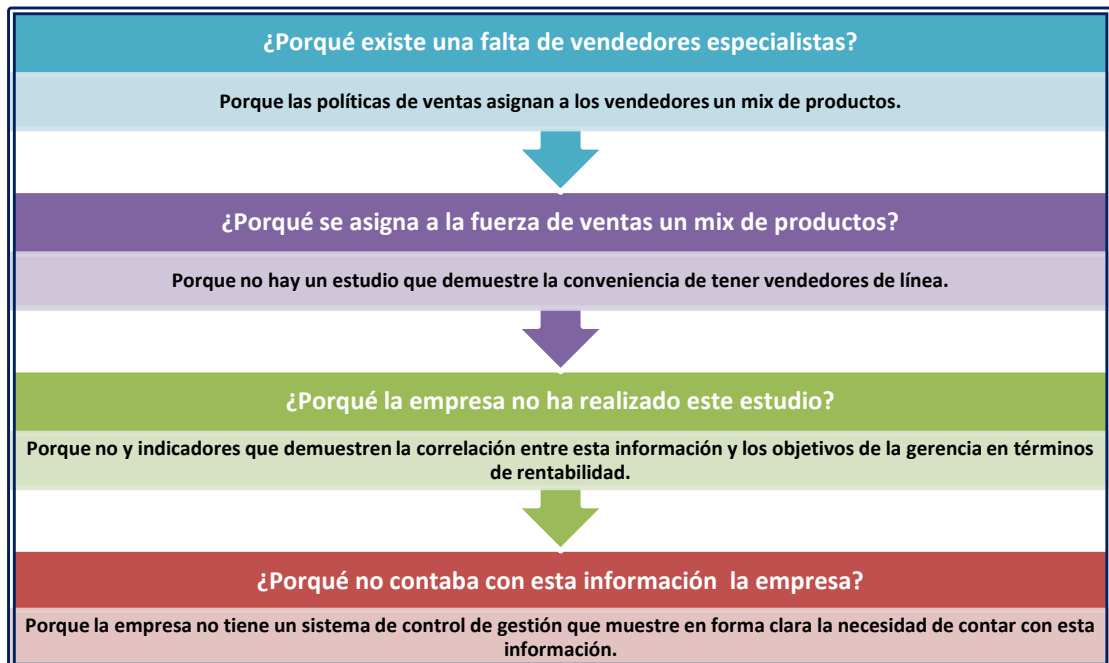 ¿Porqué existe una falta de vendedores especialistas?
Porque las políticas de ventas asignan a los vendedores un mix de productos.
¿Porqué se asigna a la fuerza de ventas un mix de productos?
Porque no hay un estudio que demuestre la conveniencia de tener vendedores de línea.
¿Porqué la empresa no ha realizado este estudio?
Porque no y indicadores que demuestren la correlación entre esta información y los objetivos de la gerencia en términos
de rentabilidad.
¿Porqué no contaba con esta información la empresa?
Porque la empresa no tiene un sistema de control de gestión que muestre en forma clara la necesidad de contar con esta
información.